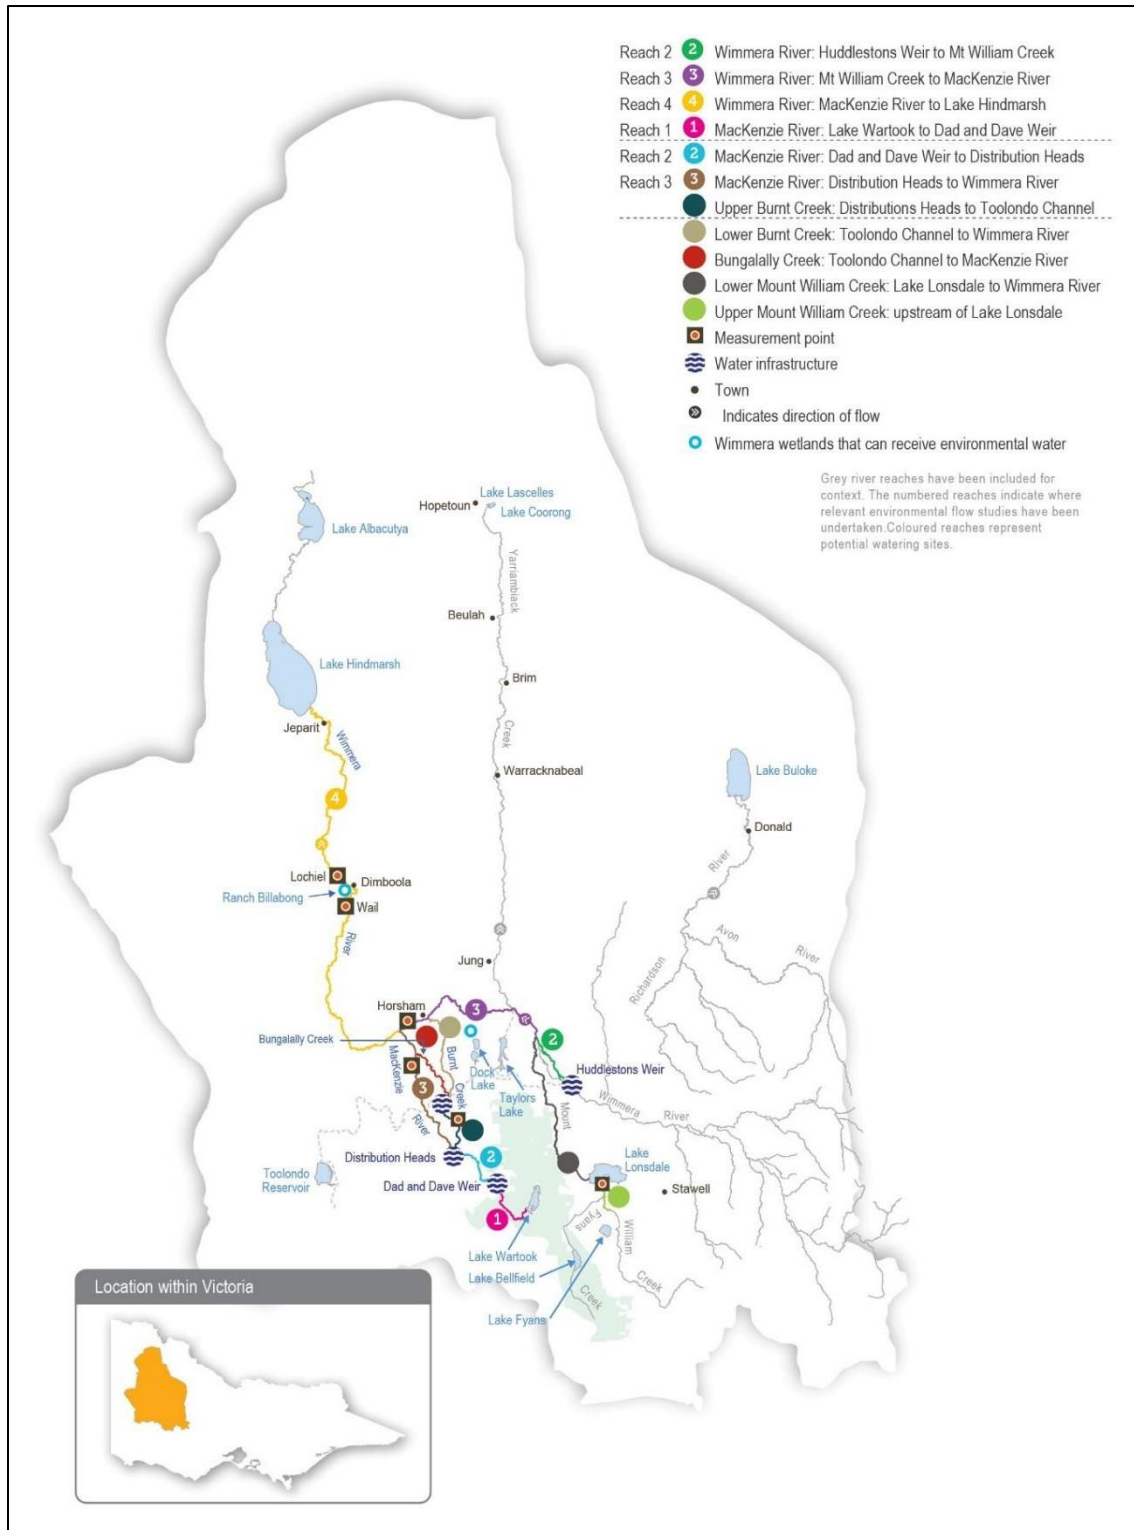 Reach 2 2 Wimmera River: Huddlestons Weir to Mt William Creek
Reach 3 3 Wimmera River: Mt William Creek to MacKenzie River
Reach 4 4 Wimmera River: MacKenzie River to Lake Hindmarsh
Reach 1 1 MacKenzie River: Lake Wartook to Dad and Dave Weir
Reach 2 2 MacKenzie River: Dad and Dave Weir to Distribution Heads
Reach 3 3 MacKenzie River: Distribution Heads to Wimmera River
Upper Burnt Creek: Distributions Heads to Toolondo Channel
Lower Burnt Creek: Toolondo Channel to Wimmera River
Bungalally Creek: Toolondo Channel to MacKenzie River
Lower Mount William Creek: Lake Lonsdale to Wimmera River
Upper Mount William Creek: upstream of Lake Lonsdale
Measurement point
Water infrastructure
Town
Indicates direction of flow
Wimmera wetlands that can receive environmental water
Grey river reaches have been included for
context. The numbered reaches indicate where
relevant environmental flow studies have been
undertaken.Coloured reaches represent
potential watering sites.
Lake Lascelles
Hopetoun
Lake Coorong
Lake Albacutya
Yarriambiack
Beulah
Lake Hindmarsh
Brim
Jeparit
Wimmera
Creek
Warracknabeal
Lake Buloke
4
Donald
River
Lochiel
Dimboola
Ranch Billabong
Wail
River
Avon
River
Jung
Richardson
Horsham
3
Bungalally Creek
2
MacKenzie
Burnt
Dock
Lake
Taylors
Lake
Huddlestons Weir
3
Creek
Mount
Wimmera
River
River
2
Distribution Heads
Lake
Lonsdale
Toolondo
Reservoir
Dad and Dave Weir
Stawell
1
Fyans
William
Lake Wartook
Lake Bellfield
Creek
Creek
Lake Fyans
Location within Victoria